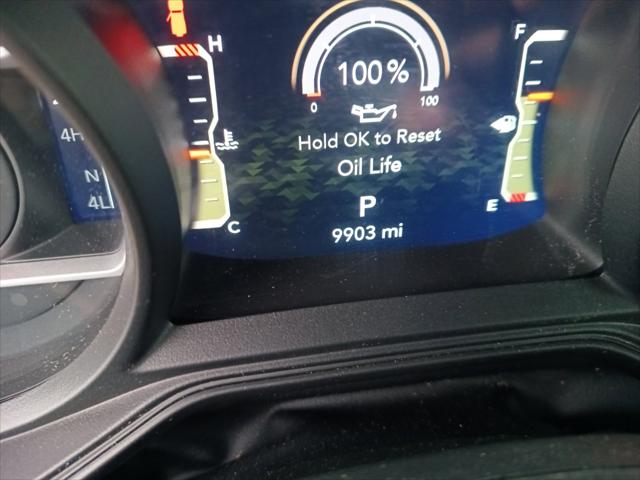 H
F
100 %
0
100
4H
Hold OK to Reset
Oil Life
N
P
4L
E
C
9903 mi